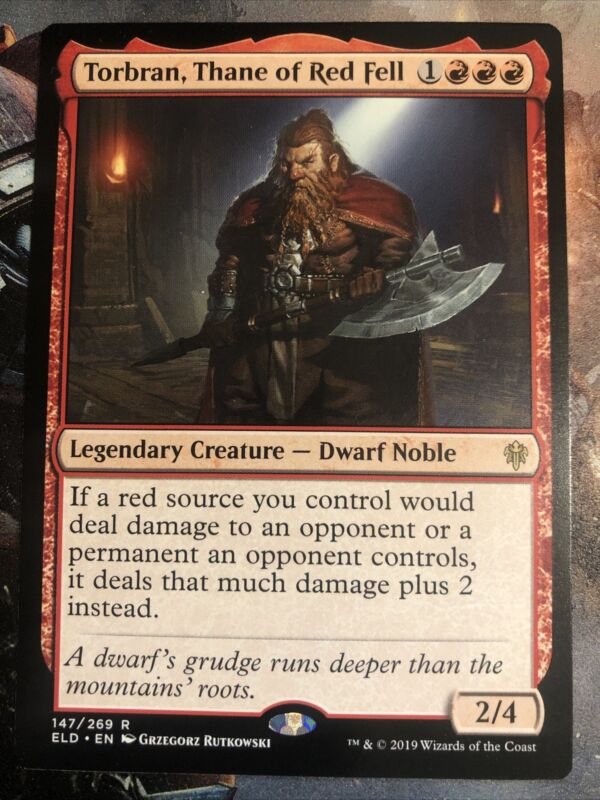 Torbran, Thane of Red Fell 1
Legendary Creature — Dwarf Noble
If a red source you control would
deal damage to an opponent or a
permanent an opponent controls,
it deals that much damage plus 2
instead.
A dwarf's grudge runs deeper than the
mountains' roots.
2/4
147/269 R
ELD • EN Grzegorz Rutkowski
™ & © 2019 Wizards of the Coast